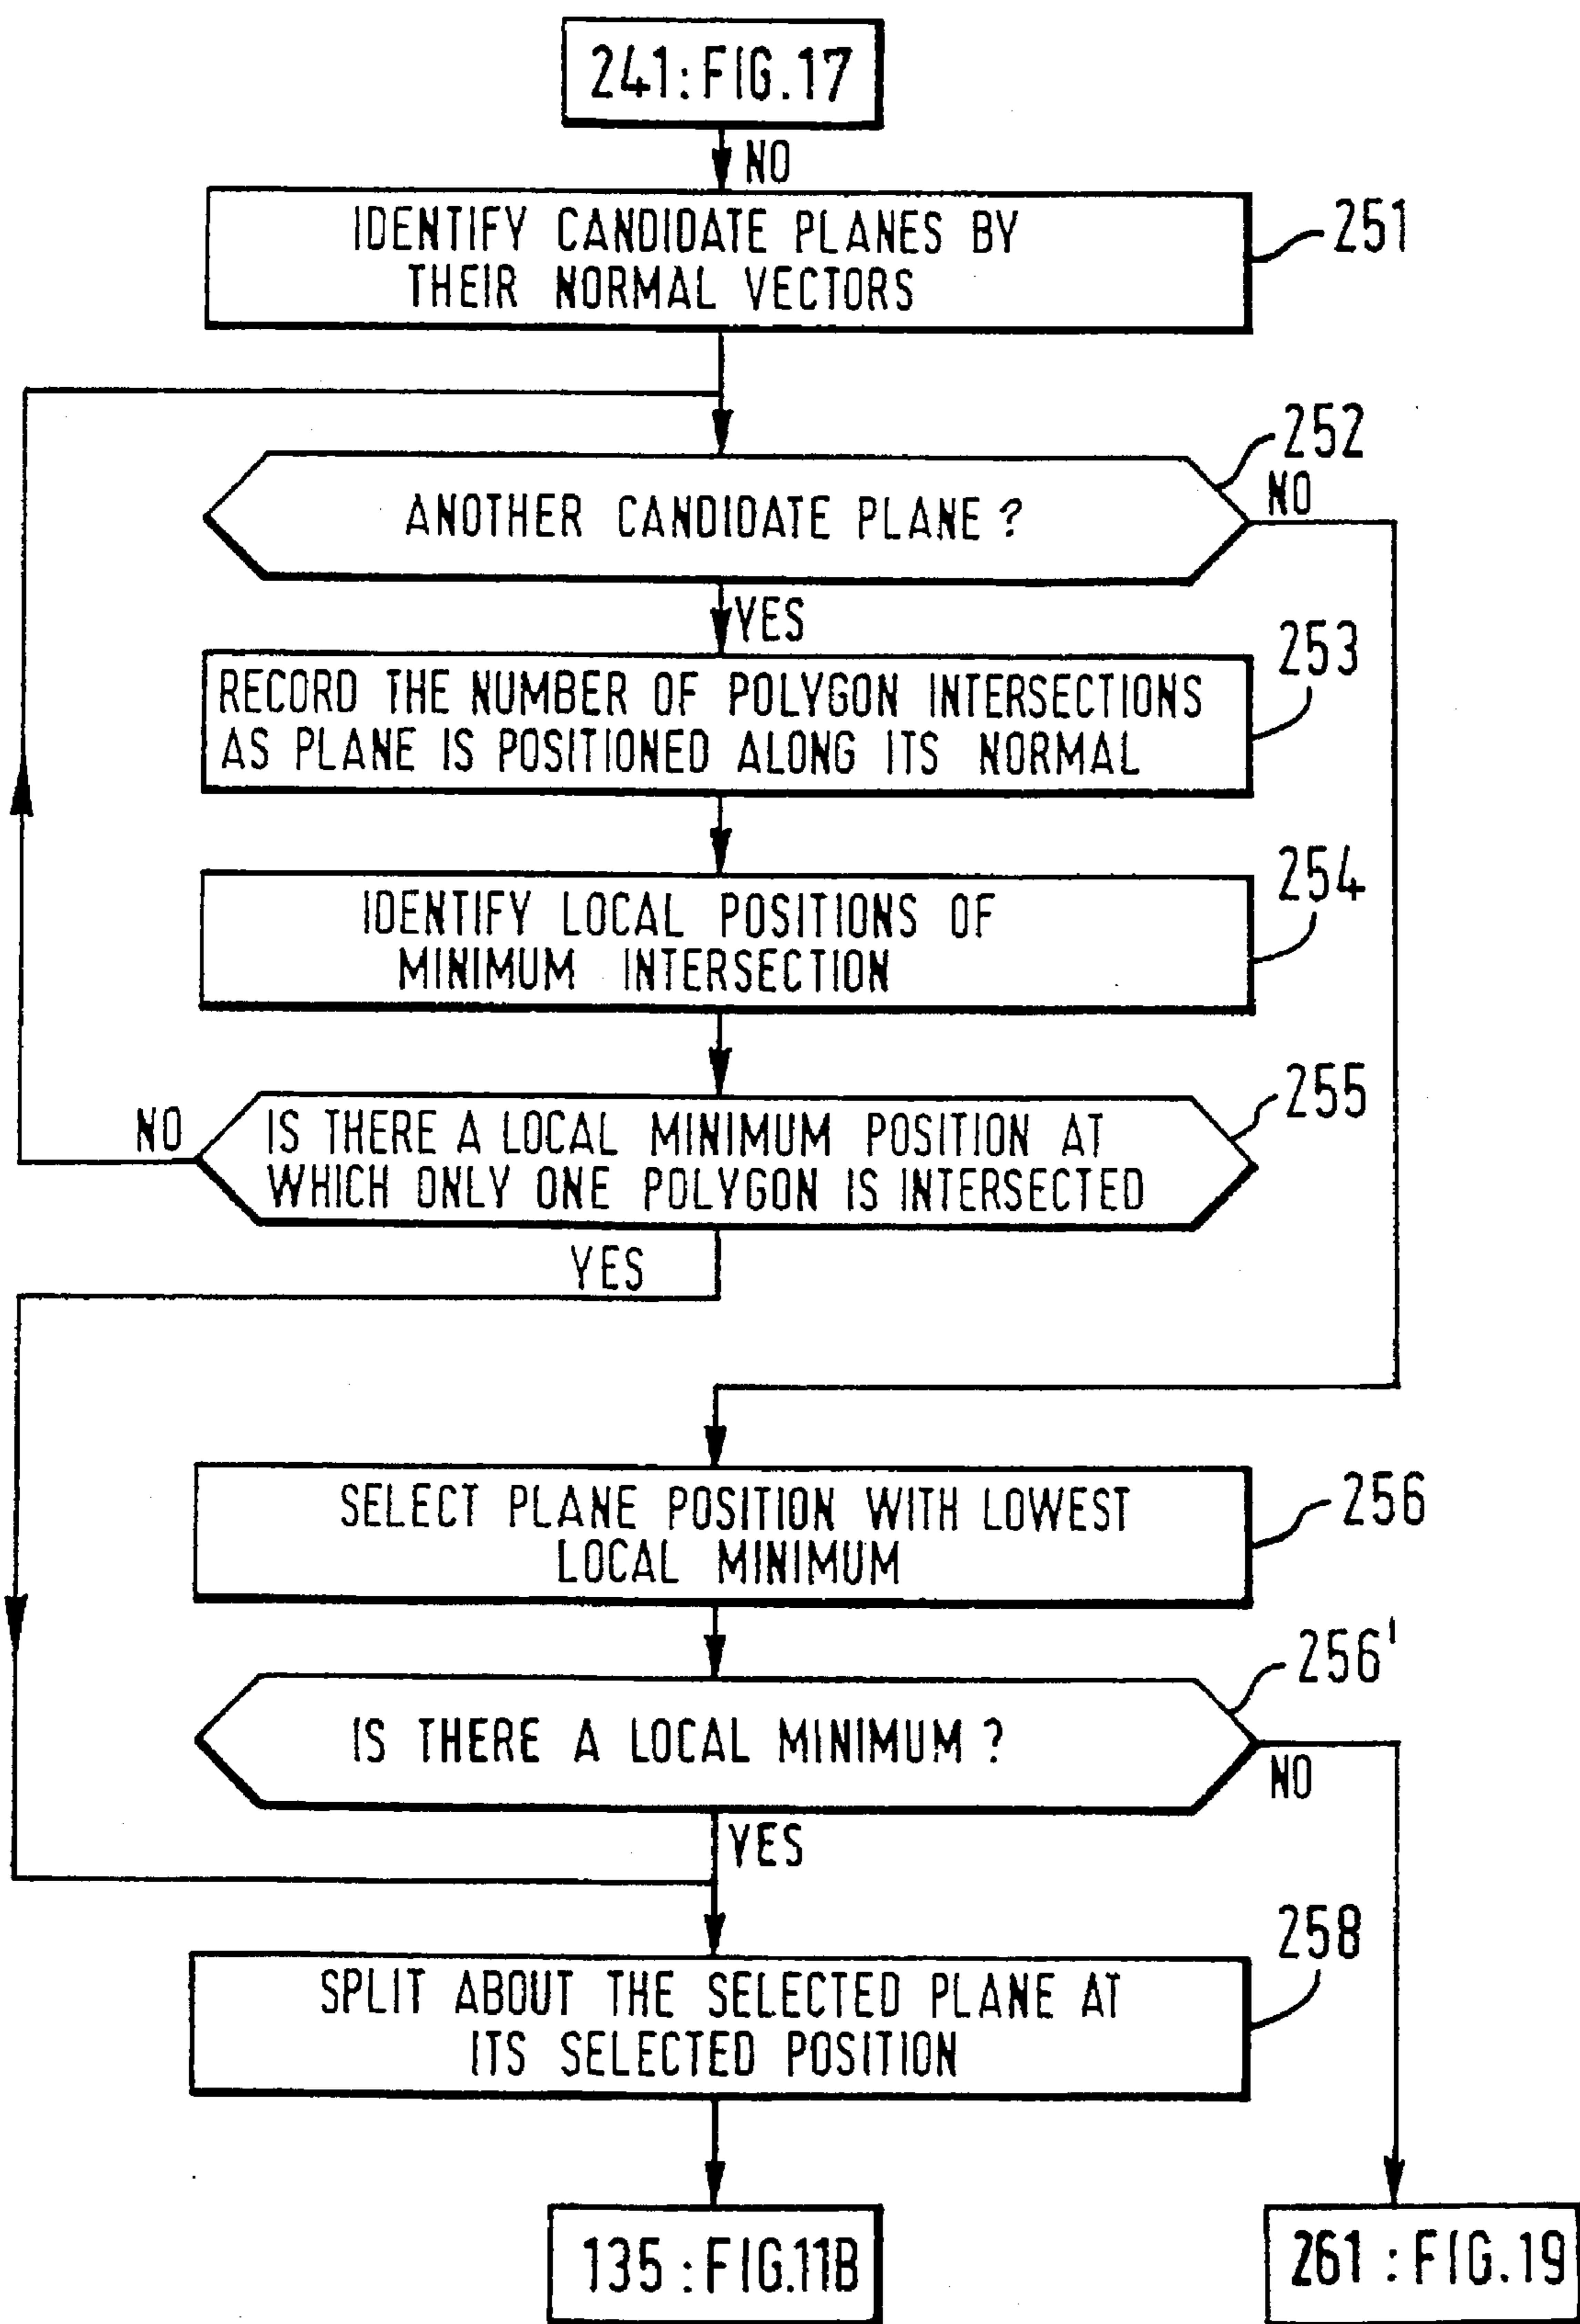 241:FIG.17
NO
IDENTIFY CANDIDATE PLANES BY
THEIR NORMAL VECTORS
251
252
NO
ANOTHER CANDIDATE PLANE?
YES
253
RECORD THE NUMBER OF POLYGON INTERSECTIONS
AS PLANE IS POSITIONED ALONG ITS NORMAL
254
IDENTIFY LOCAL POSITIONS OF
MINIMUM INTERSECTION
255
NO
IS THERE A LOCAL MINIMUM POSITION AT
WHICH ONLY ONE POLYGON IS INTERSECTED
YES
256
SELECT PLANE POSITION WITH LOWEST
LOCAL MINIMUM
256'
IS THERE A LOCAL MINIMUM?
NO
YES
258
SPLIT ABOUT THE SELECTED PLANE AT
ITS SELECTED POSITION
135:FIG.11B
261:FIG.19